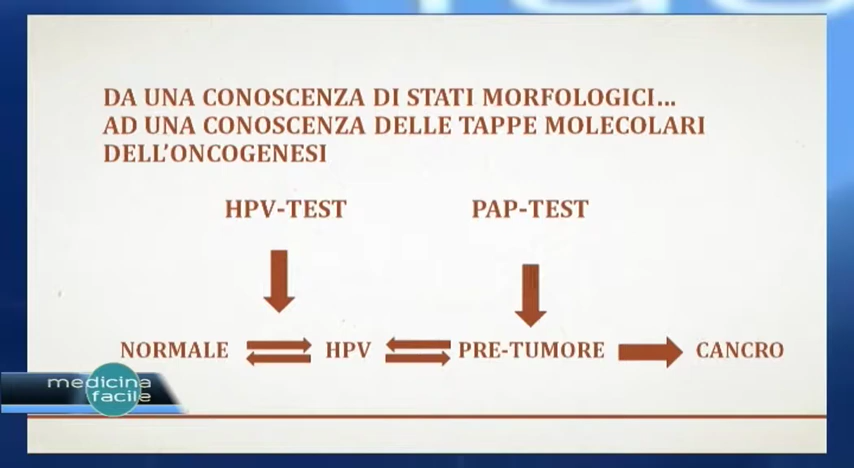 DA UNA CONOSCENZA DI STATI MORFOLOGICI...
AD UNA CONOSCENZA DELLE TAPPE MOLECOLARI
DELL'ONCOGENESI
HPV-TEST PAP-TEST
NORMALE HPV PRE-TUMORE CANCRO
medicina
facile